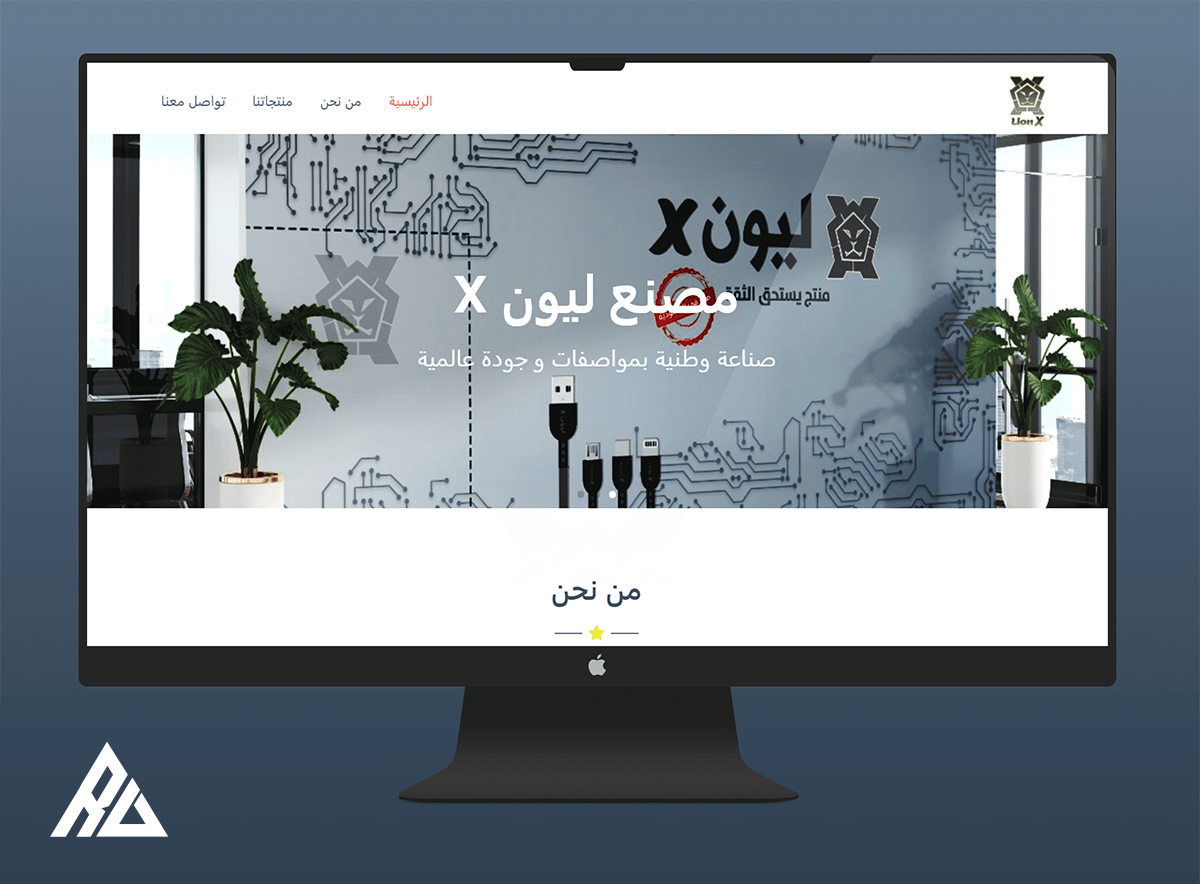 الرئيسية من نحن منتجاتنا تواصل معنا
Lion X
ليون X
منتج يستحق الثقة
مصنع ليون X
صناعة وطنية بمواصفات و جودة عالمية
من نحن